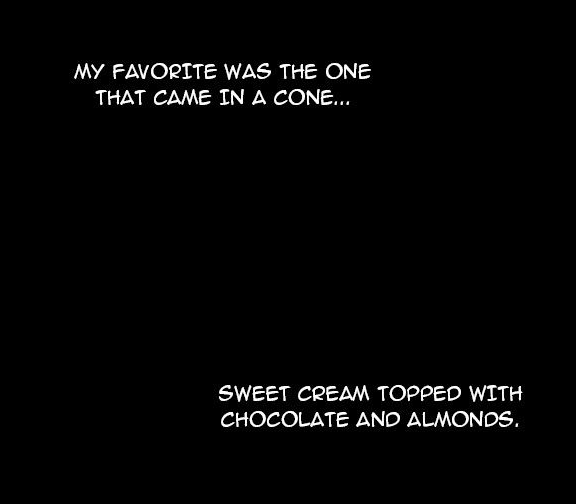 MY FAVORITE WAS THE ONE
THAT CAME IN A CONE...
SWEET CREAM TOPPED WITH
CHOCOLATE AND ALMONDS.